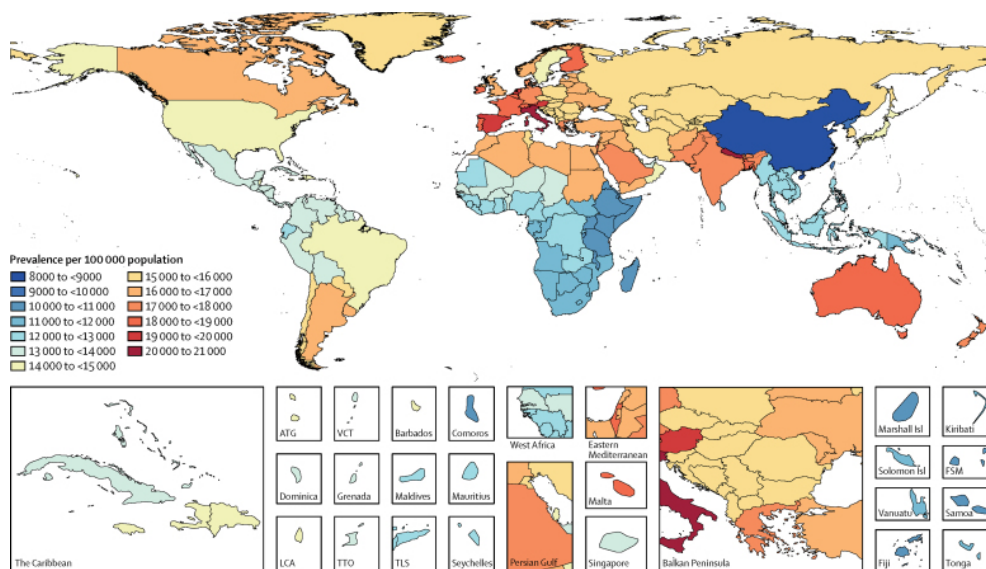 Prevalence per 100 000 population
8000 to <9000
9000 to <10 000
10 000 to <11 000
11 000 to <12 000
12 000 to <13 000
13 000 to <14 000
14 000 to <15 000
15 000 to <16 000
16 000 to <17 000
17 000 to <18 000
18 000 to <19 000
19 000 to <20 000
20 000 to 21 000
The Caribbean
ATG
VCT
Barbados
Comoros
Dominica
Grenada
Maldives
Mauritius
LCA
TTO
TLS
Seychelles
West Africa
Eastern
Mediterranean
Persian Gulf
Malta
Singapore
Balkan Peninsula
Marshall Isl
Kiribati
Solomon Isl
FSM
Vanuatu
Samoa
Fiji
Tonga